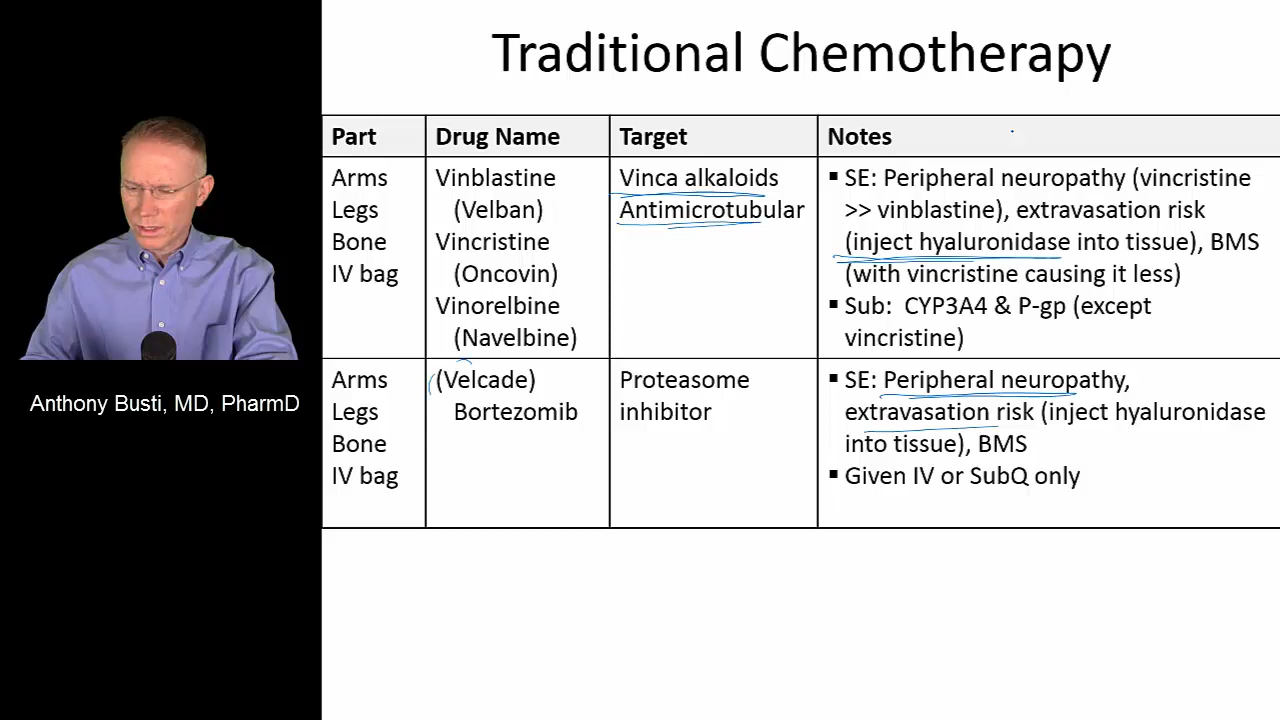 Traditional Chemotherapy
Part
Drug Name
Target
Notes
Arms
Legs
Bone
IV bag
Vinblastine
(Velban)
Vincristine
(Oncovin)
Vinorelbine
(Navelbine)
Vinca alkaloids
Antimicrotubular
▪ SE: Peripheral neuropathy (vincristine
>> vinblastine), extravasation risk
(inject hyaluronidase into tissue), BMS
(with vincristine causing it less)
▪ Sub: CYP3A4 & P-gp (except
vincristine)
Arms
Legs
Bone
IV bag
(Velcade)
Bortezomib
Proteasome
inhibitor
▪ SE: Peripheral neuropathy,
extravasation risk (inject hyaluronidase
into tissue), BMS
▪ Given IV or SubQ only
Anthony Busti, MD, PharmD